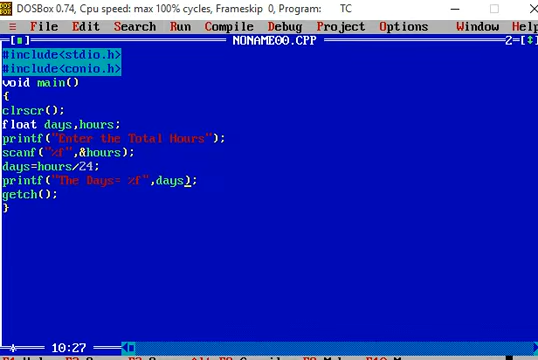 DOSBox 0.74, Cpu speed: max 100% cycles, Frameskip 0, Program: TC
≡ File Edit Search Run Compile Debug Project Options Window Help
[■] NONAME00.CPP 2=[↕]
#include<stdio.h>
#include<conio.h>
void main()
{
clrscr();
float days,hours;
printf("Enter the Total Hours");
scanf("%f",&hours);
days=hours/24;
printf("The Days= %f",days);
getch();
}
10:27